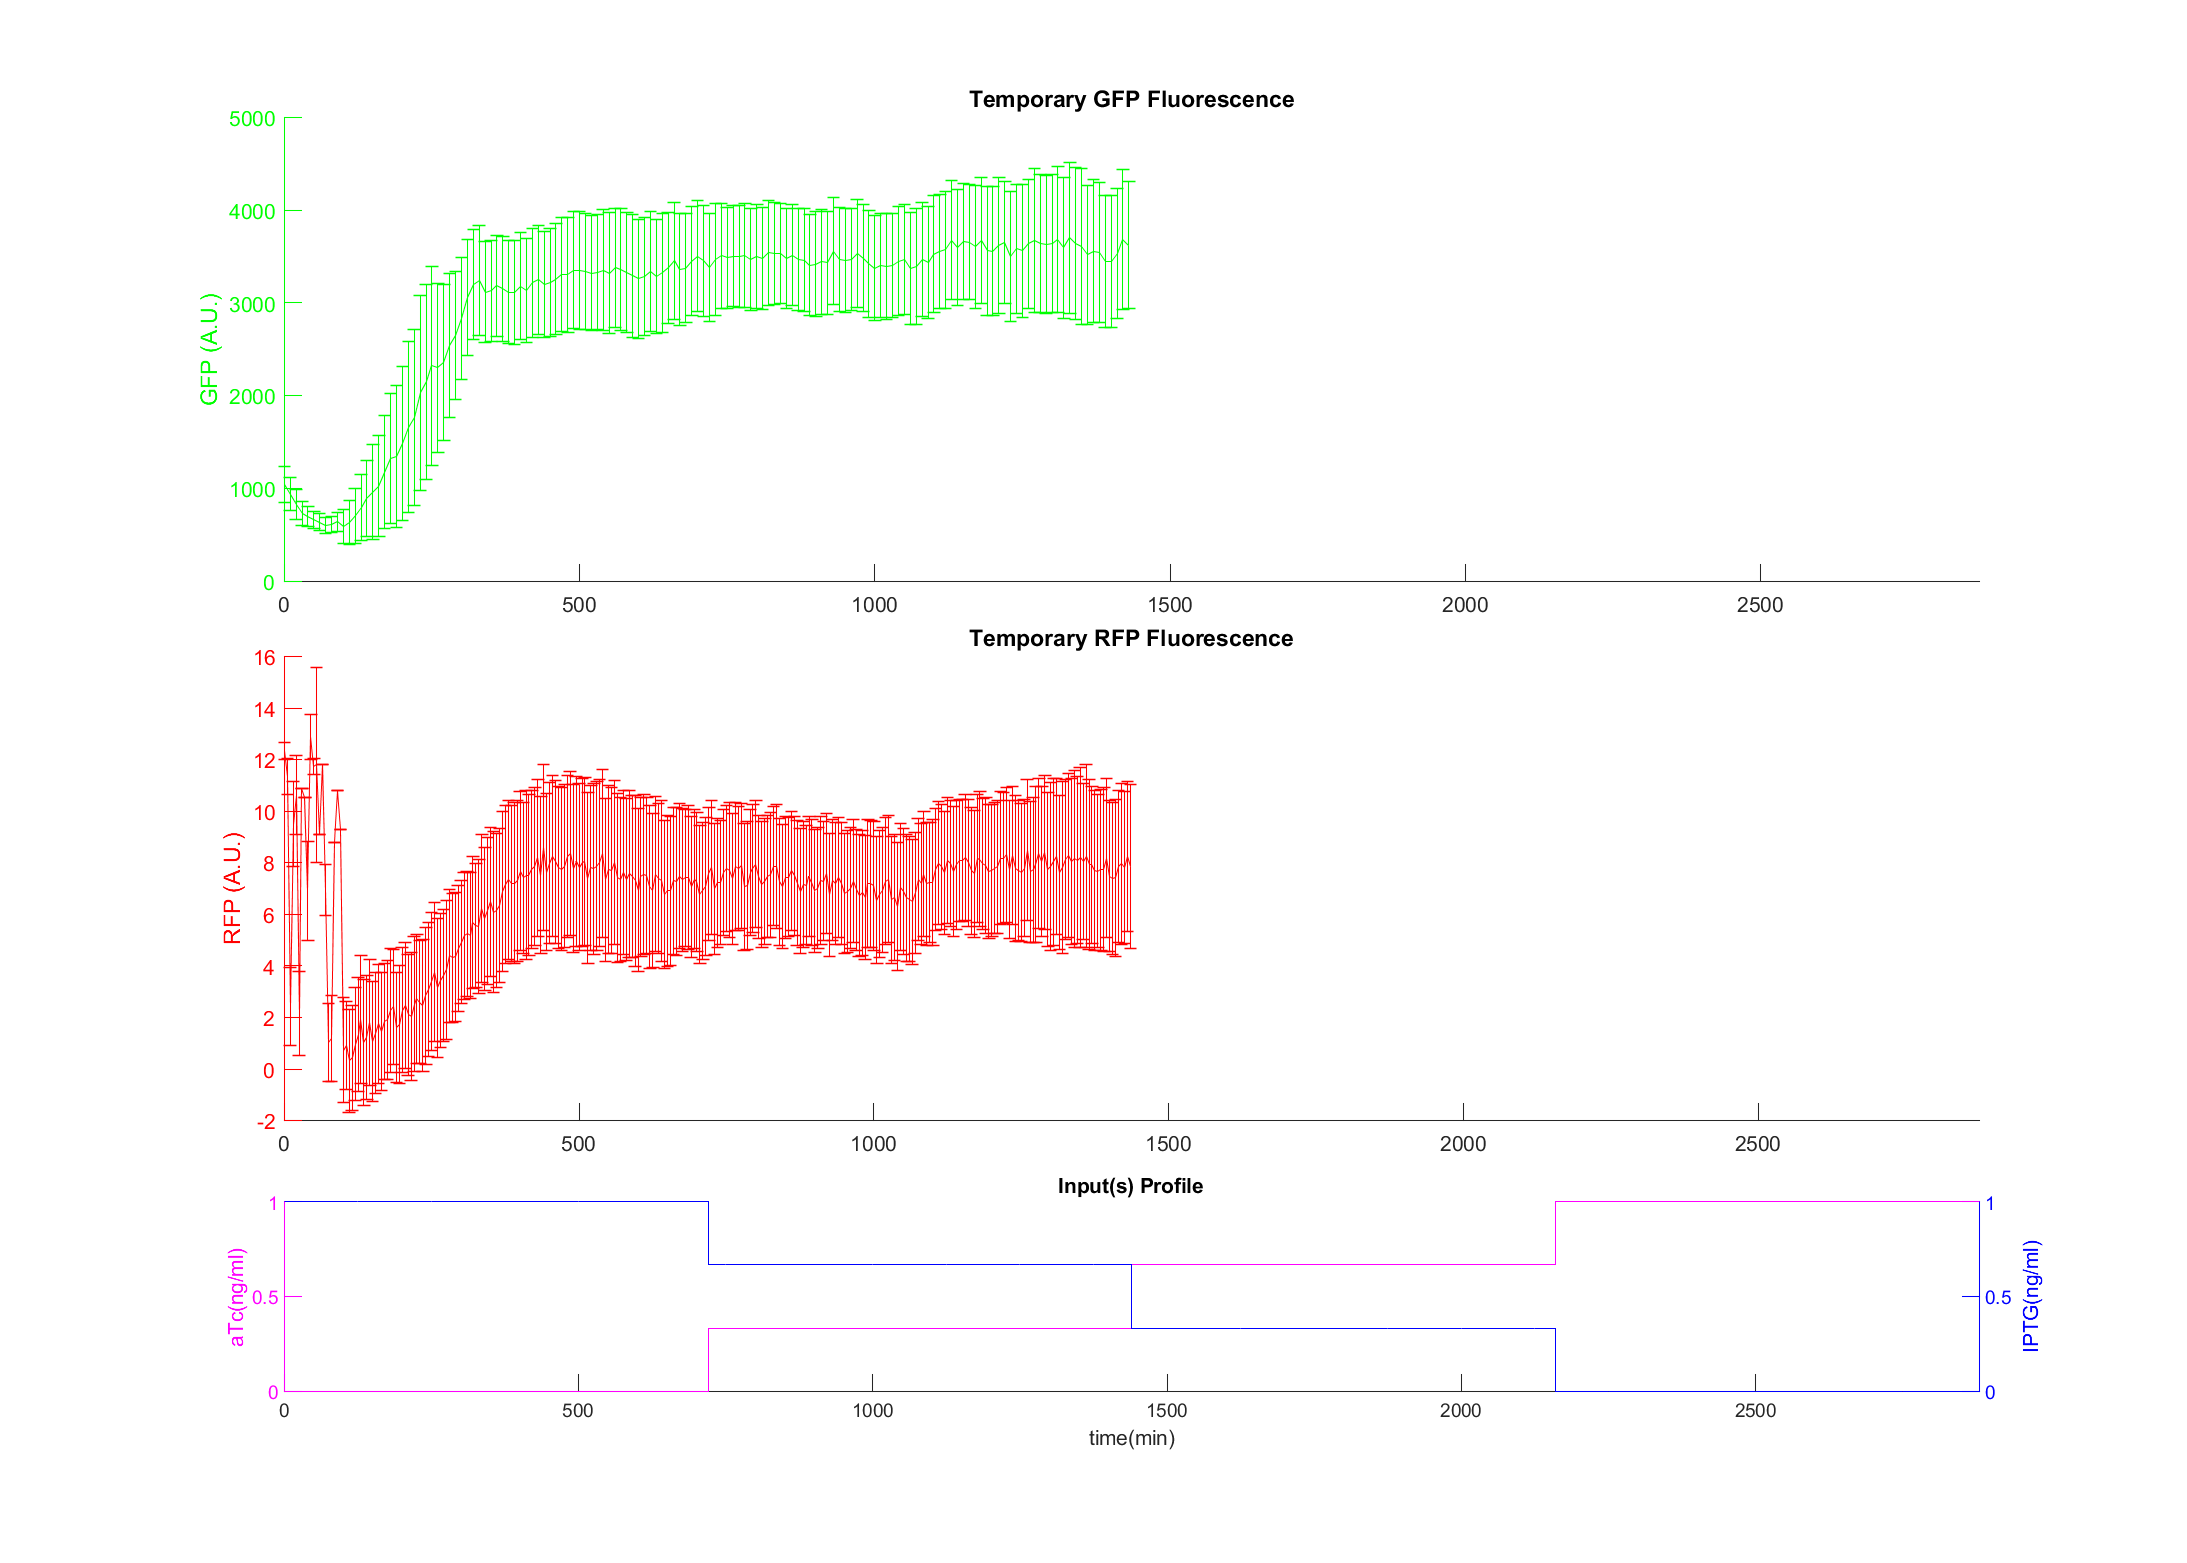 Temporary GFP Fluorescence
GFP (A.U.)
5000
4000
3000
2000
1000
0
0 500 1000 1500 2000 2500
Temporary RFP Fluorescence
RFP (A.U.)
16
14
12
10
8
6
4
2
0
-2
0 500 1000 1500 2000 2500
Input(s) Profile
aTc(ng/ml)
1
0.5
0
IPTG(ng/ml)
1
0.5
0
0 500 1000 1500 2000 2500
time(min)